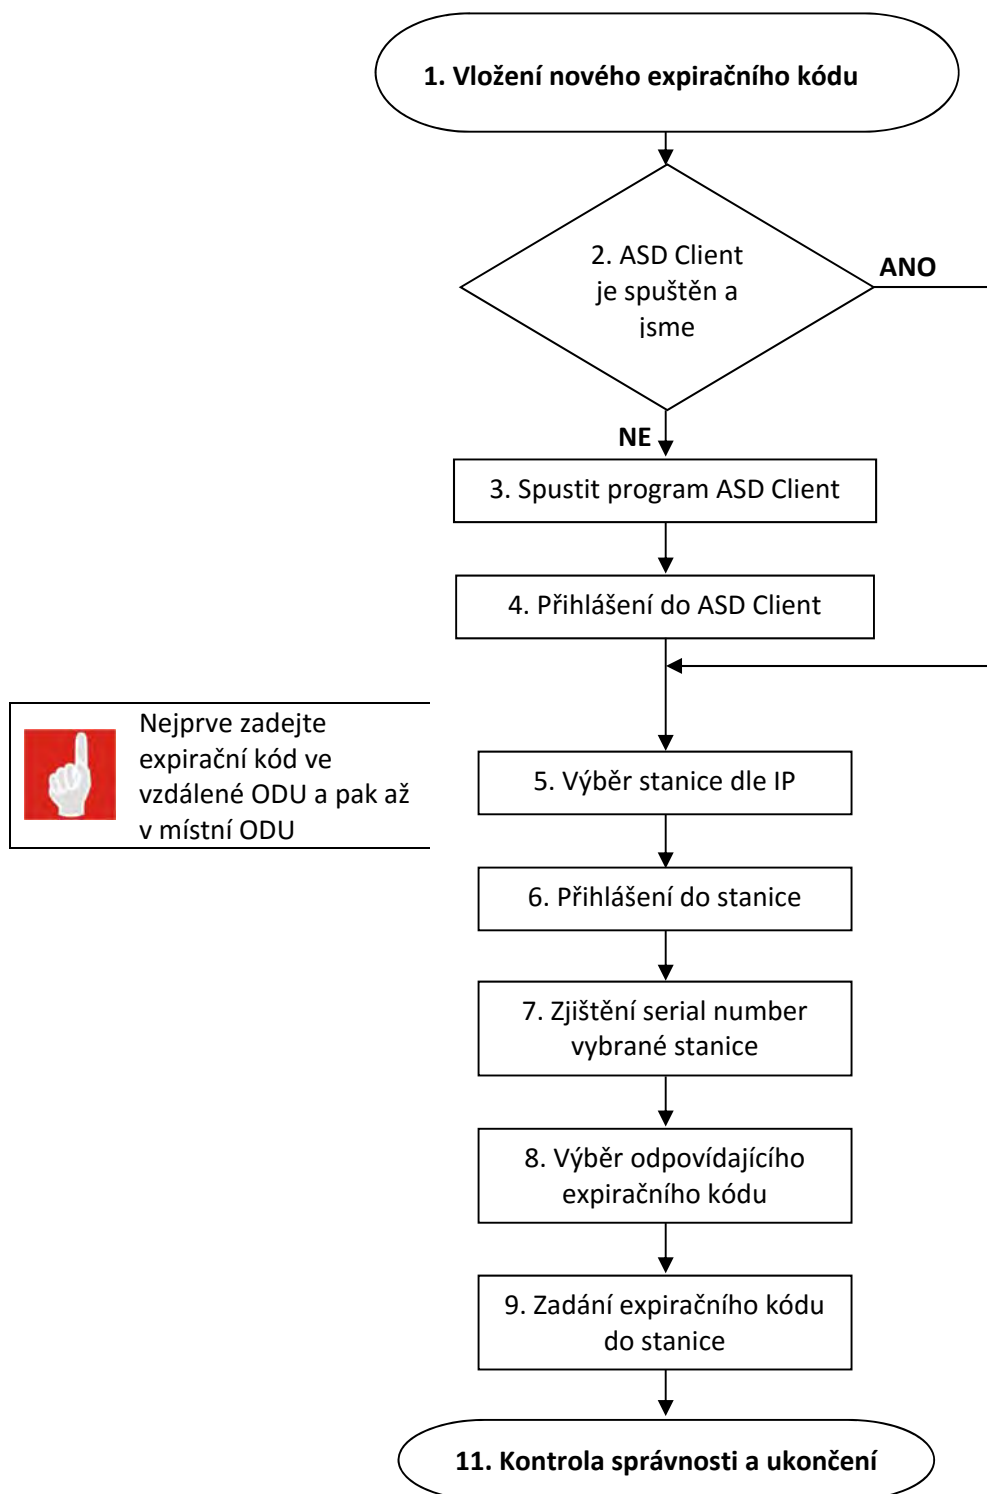 1. Vložení nového expiračního kódu
2. ASD Client
je spuštěn a
jsme
ANO
NE
3. Spustit program ASD Client
4. Přihlášení do ASD Client
Nejprve zadejte
expirační kód ve
vzdálené ODU a pak až
v místní ODU
5. Výběr stanice dle IP
6. Přihlášení do stanice
7. Zjištění serial number
vybrané stanice
8. Výběr odpovídajícího
expiračního kódu
9. Zadání expiračního kódu
do stanice
11. Kontrola správnosti a ukončení